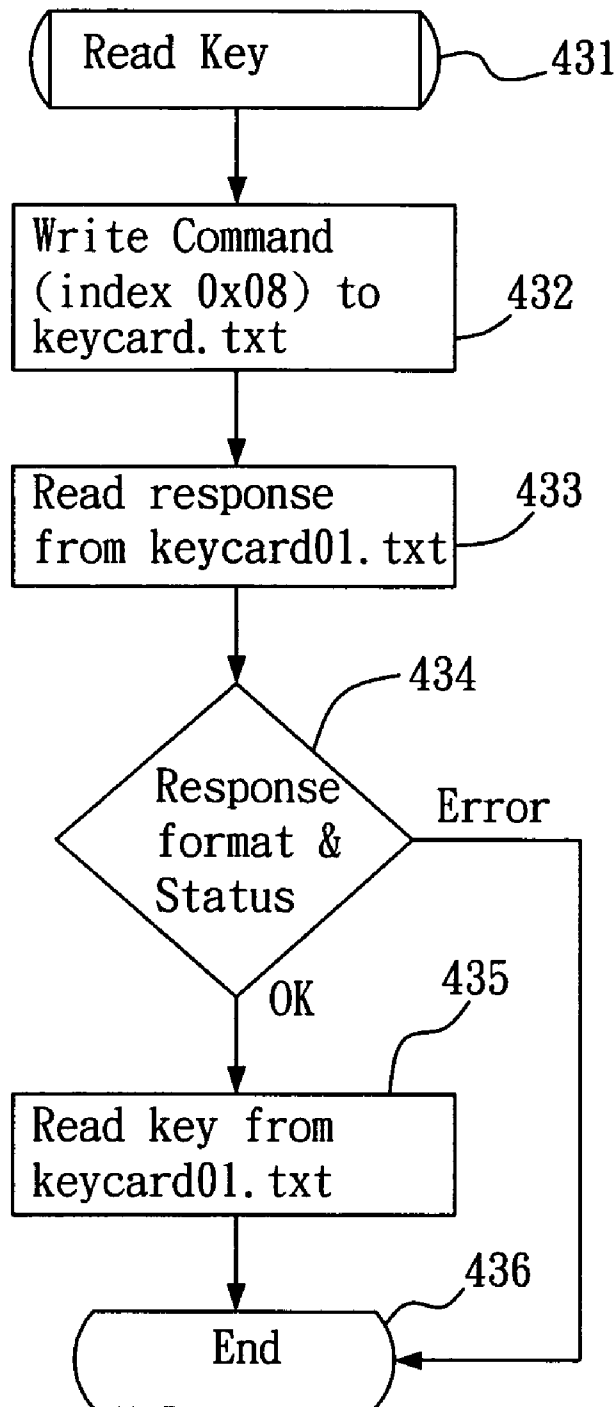 Read Key
431
Write Command
(index 0x08) to
keycard.txt
432
Read response
from keycard01.txt
433
434
Response
format &
Status
Error
OK
435
Read key from
keycard01.txt
436
End